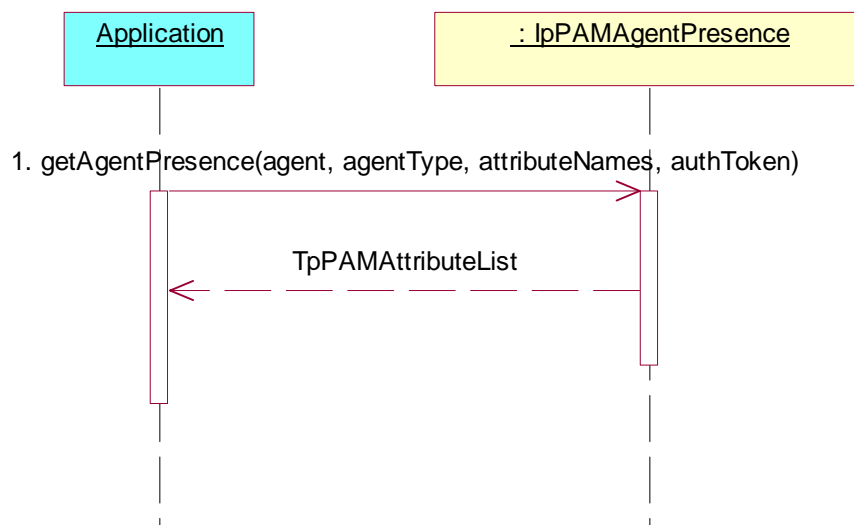 Application
: IpPAMAgentPresence
1. getAgentPresence(agent, agentType, attributeNames, authToken)
TpPAMAttributeList